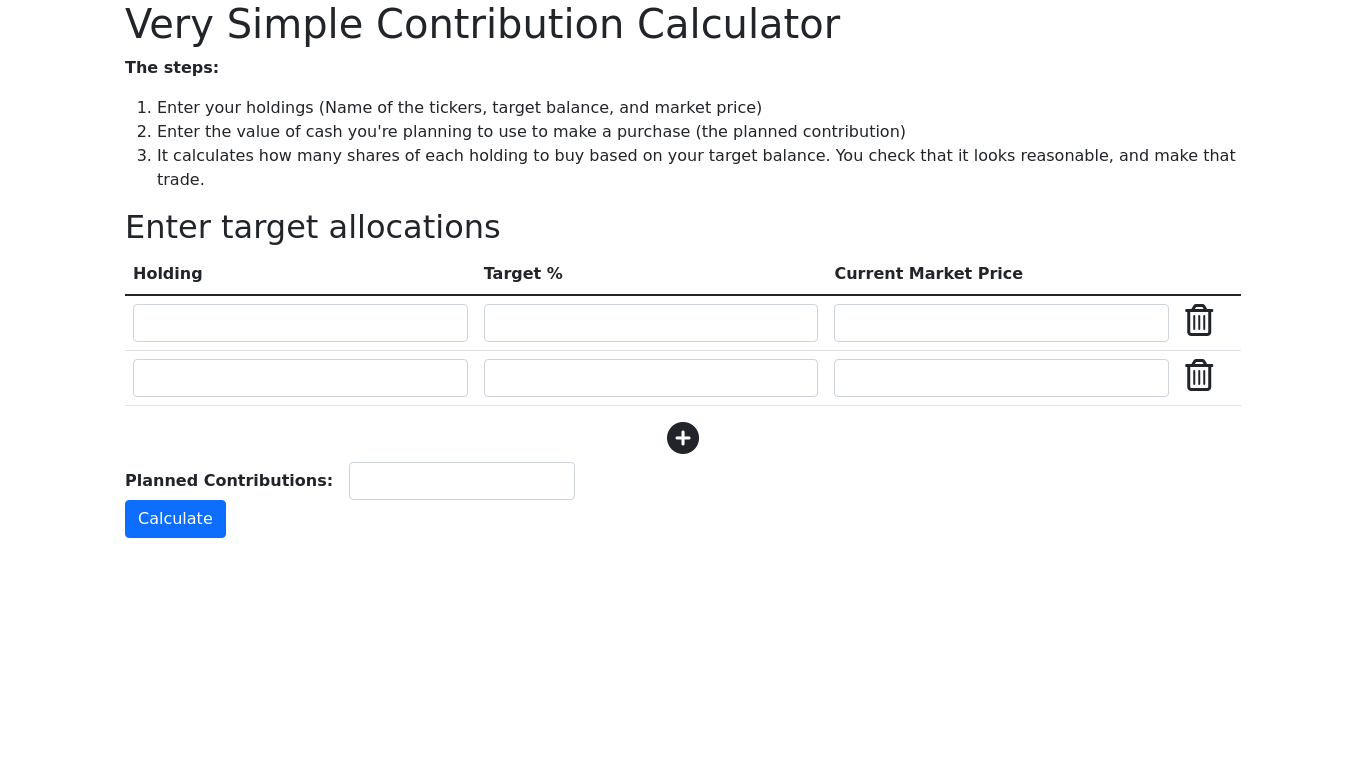 Very Simple Contribution Calculator
The steps:
1. Enter your holdings (Name of the tickers, target balance, and market price)
2. Enter the value of cash you're planning to use to make a purchase (the planned contribution)
3. It calculates how many shares of each holding to buy based on your target balance. You check that it looks reasonable, and make that
trade.
Enter target allocations
Holding Target % Current Market Price
Planned Contributions:
Calculate